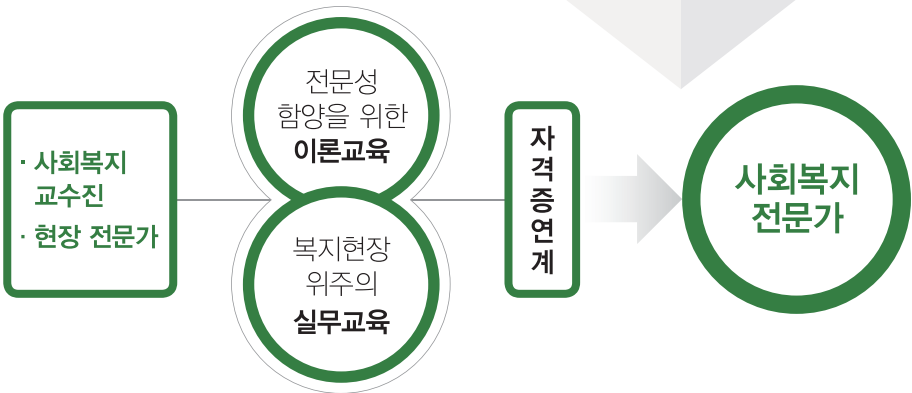 · 사회복지
교수진
· 현장 전문가
전문성
함양을 위한
이론교육
복지현장
위주의
실무교육
자
격
증
연
계
사회복지
전문가